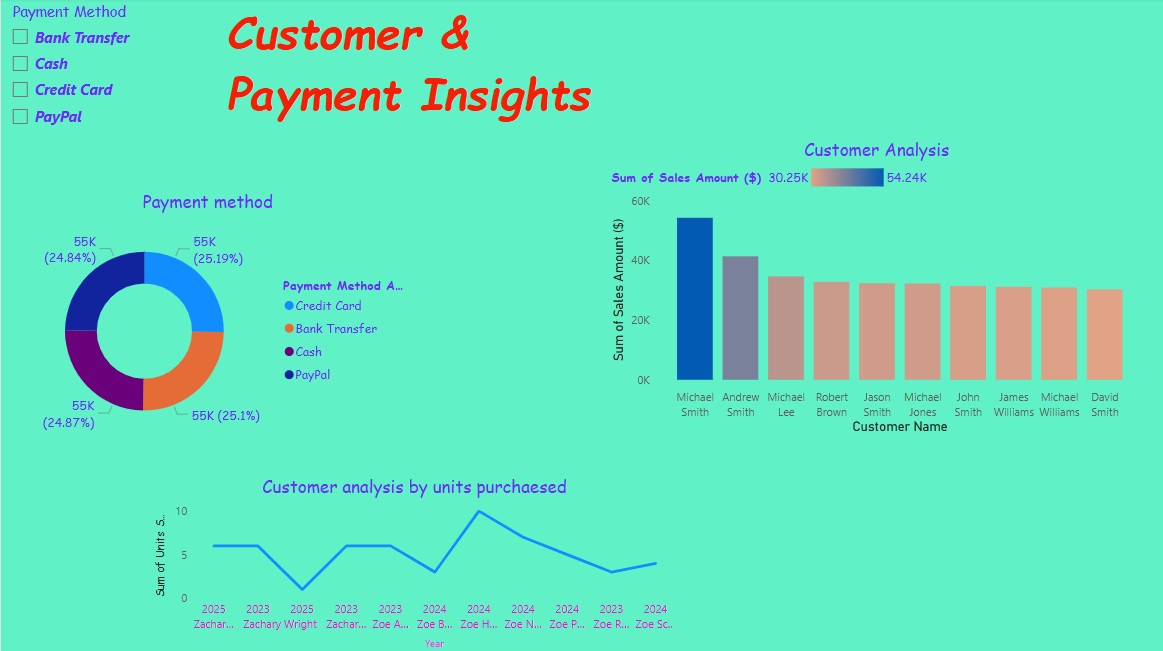 Payment Method
Bank Transfer
Cash
Credit Card
PayPal
Customer &
Payment Insights
Customer Analysis
Sum of Sales Amount ($) 30.25K 54.24K
60K
40K
20K
0K
Sum of Sales Amount ($)
Michael Smith
Andrew Smith
Michael Lee
Robert Brown
Jason Smith
Michael Jones
John Smith
James Williams
Michael Williams
David Smith
Customer Name
Payment method
55K
(24.84%)
55K
(25.19%)
55K
(24.87%)
55K (25.1%)
Payment Method A...
Credit Card
Bank Transfer
Cash
PayPal
Customer analysis by units purchaesed
10
5
0
Sum of Units S...
2025 2023 2025 2023 2023 2024 2024 2024 2024 2023 2024
Zachar... Zachary Wright Zachar... Zoe A... Zoe B... Zoe H... Zoe N... Zoe P... Zoe R... Zoe Sc..
Year